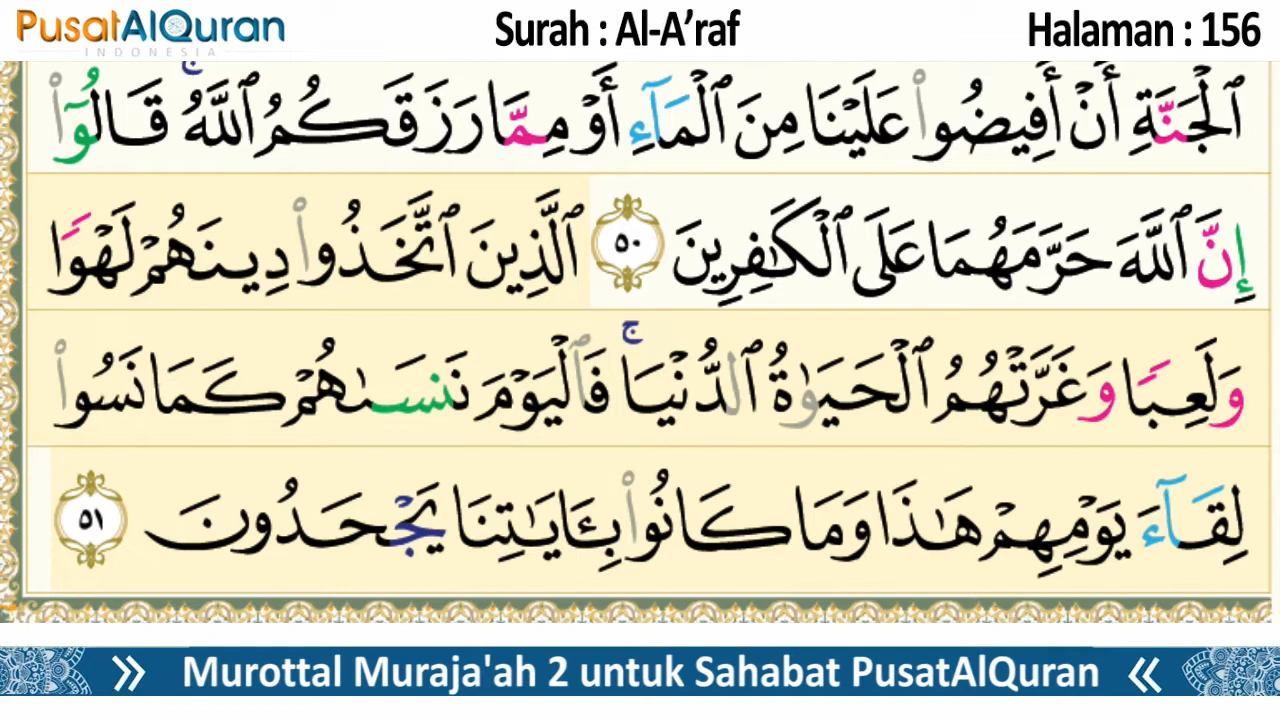 PusatAlQuran
INDONESIA
Surah : Al-A’raf
Halaman : 156
ٱلْجَنَّةِ أَنْ أَفِيضُوا۟ عَلَيْنَا مِنَ ٱلْمَآءِ أَوْ مِمَّا رَزَقَكُمُ ٱللَّهُ ۚ قَالُوٓا۟
إِنَّ ٱللَّهَ حَرَّمَهُمَا عَلَى ٱلْكَٰفِرِينَ ٥٠ ٱلَّذِينَ ٱتَّخَذُوا۟ دِينَهُمْ لَهْوًا
وَلَعِبًا وَغَرَّتْهُمُ ٱلْحَيَوٰةُ ٱلدُّنْيَا ۚ فَٱلْيَوْمَ نَنسَىٰهُمْ كَمَا نَسُوا۟
لِقَآءَ يَوْمِهِمْ هَٰذَا وَمَا كَانُوا۟ بِـَٔايَٰتِنَا يَجْحَدُونَ ٥١
» Murottal Muraja'ah 2 untuk Sahabat PusatAlQuran «